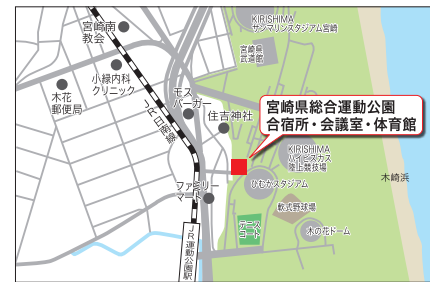 宮崎南
教会
KIRISHIMA
サンマリンスタジアム宮崎
宮崎県
武道館
小緑内科
クリニック
木花
郵便局
モス
バーガー
住吉神社
宮崎県総合運動公園
合宿所・会議室・体育館
JR日南線
KIRISHIMA
ハイビスカス
陸上競技場
木崎浜
ファミリー
マート
ひむかスタジアム
軟式野球場
テニス
コート
木の花ドーム
JR運動公園駅